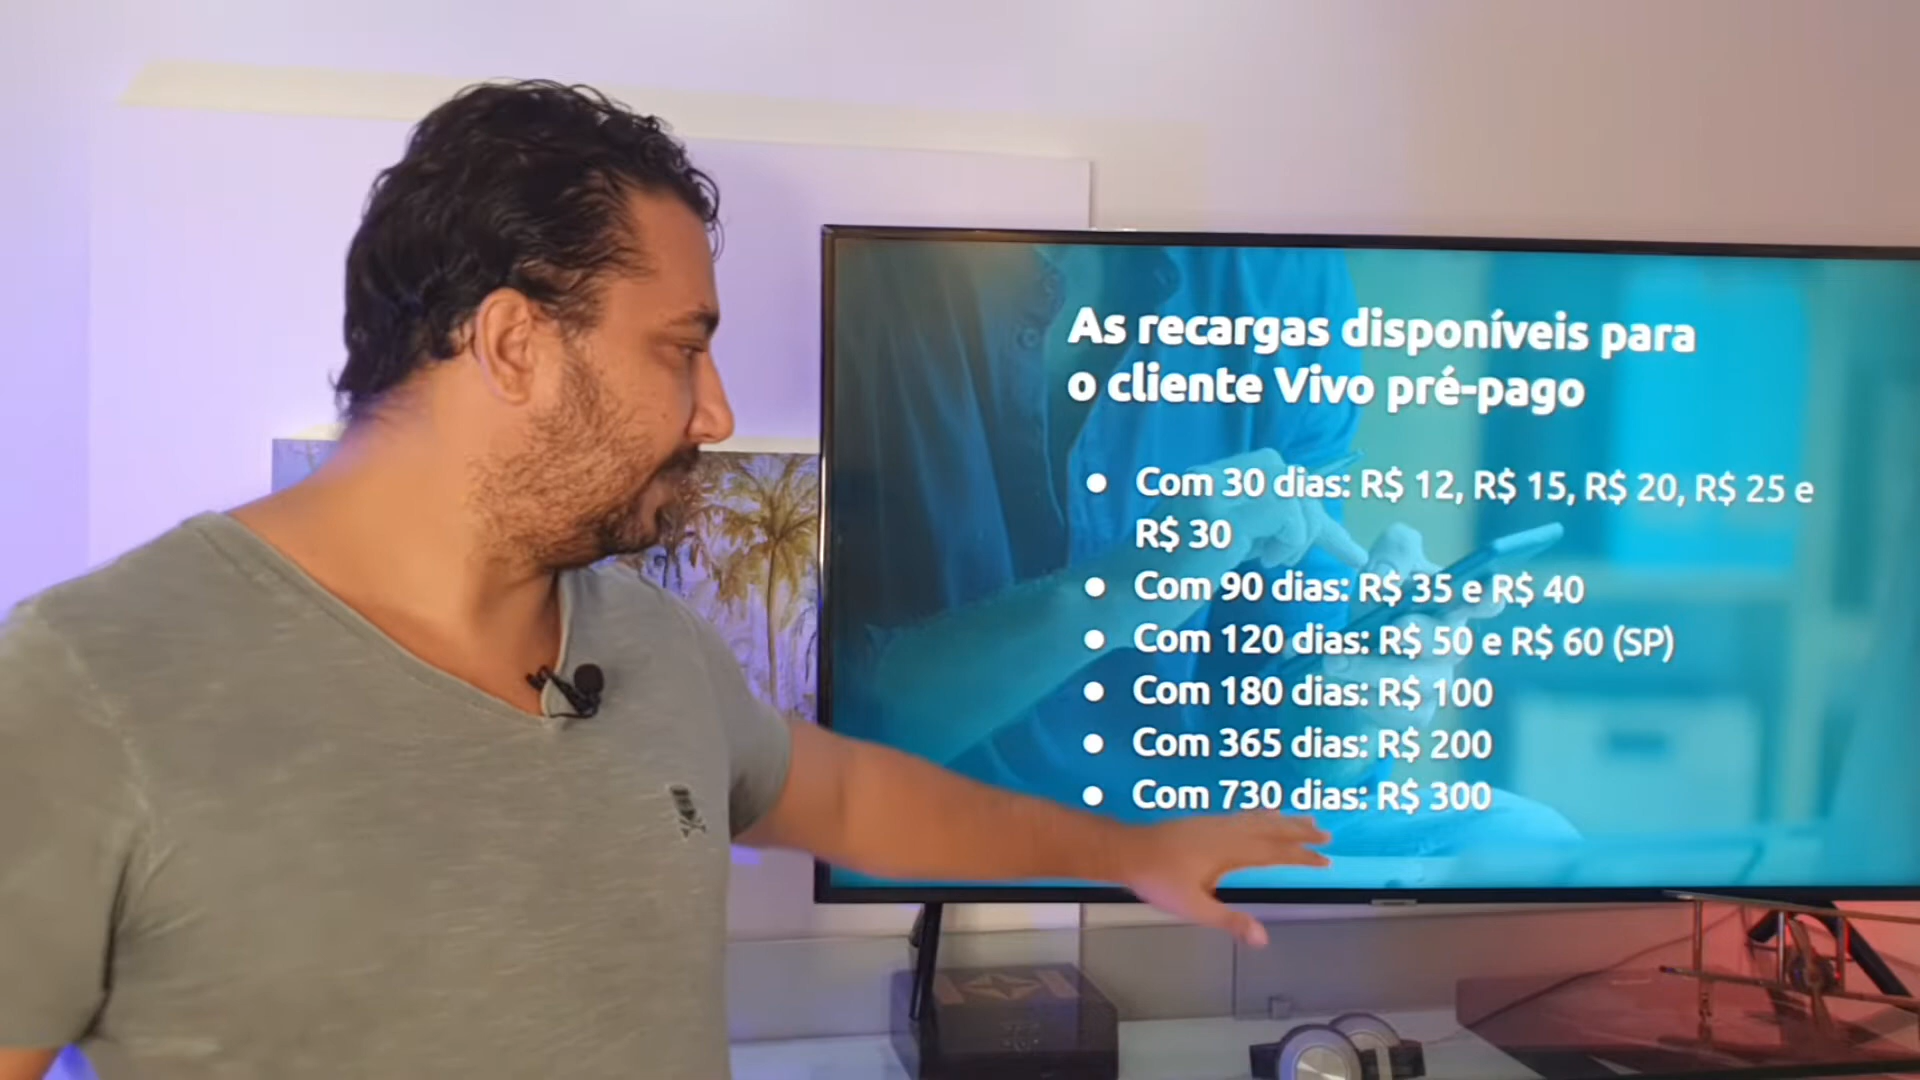 As recargas disponíveis para
o cliente Vivo pré-pago
● Com 30 dias: R$ 12, R$ 15, R$ 20, R$ 25 e
R$ 30
● Com 90 dias: R$ 35 e R$ 40
● Com 120 dias: R$ 50 e R$ 60 (SP)
● Com 180 dias: R$ 100
● Com 365 dias: R$ 200
● Com 730 dias: R$ 300